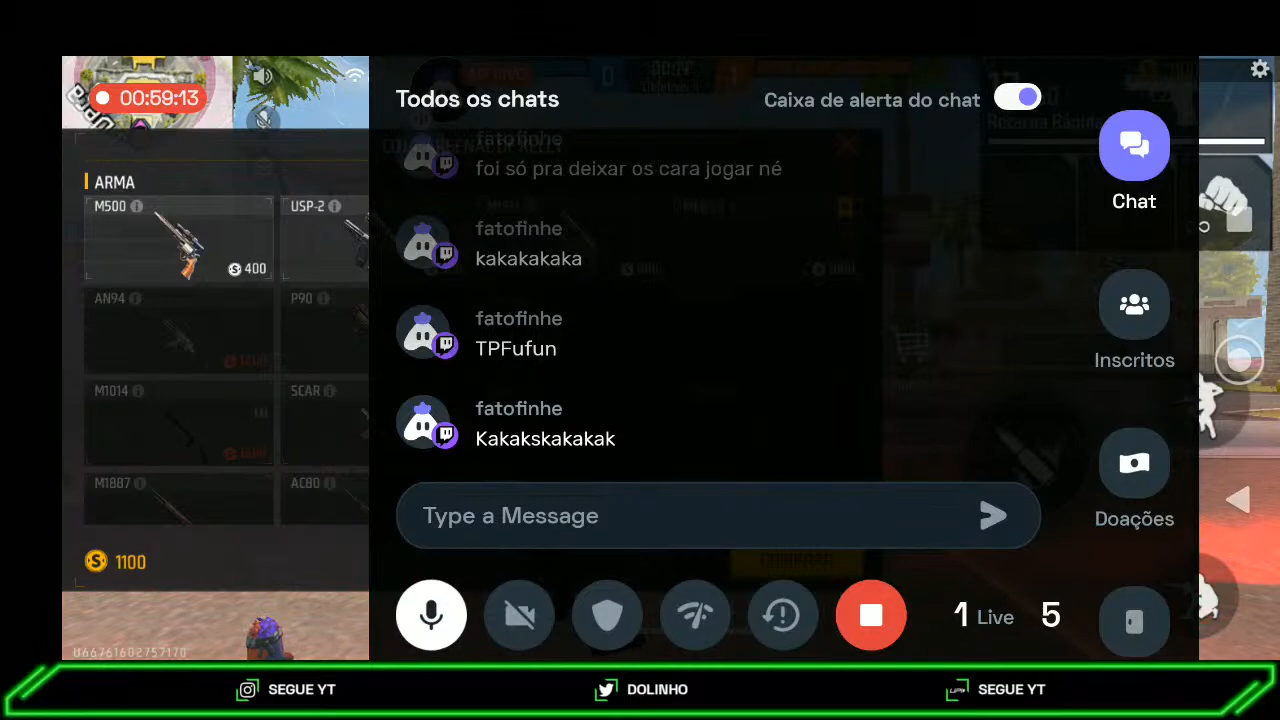 00:59:13
Todos os chats
Caixa de alerta do chat
fatofinhe
foi só pra deixar os cara jogar né
fatofinhe
kakakakaka
fatofinhe
TPFufun
fatofinhe
Kakakskakakak
Type a Message
1 Live 5
Chat
Inscritos
Doações
ARMA
M500
400
USP-2
AN94
P90
M1014
SCAR
M1887
AC80
1100
U66761602757170
SEGUE YT
DOLINHO
SEGUE YT